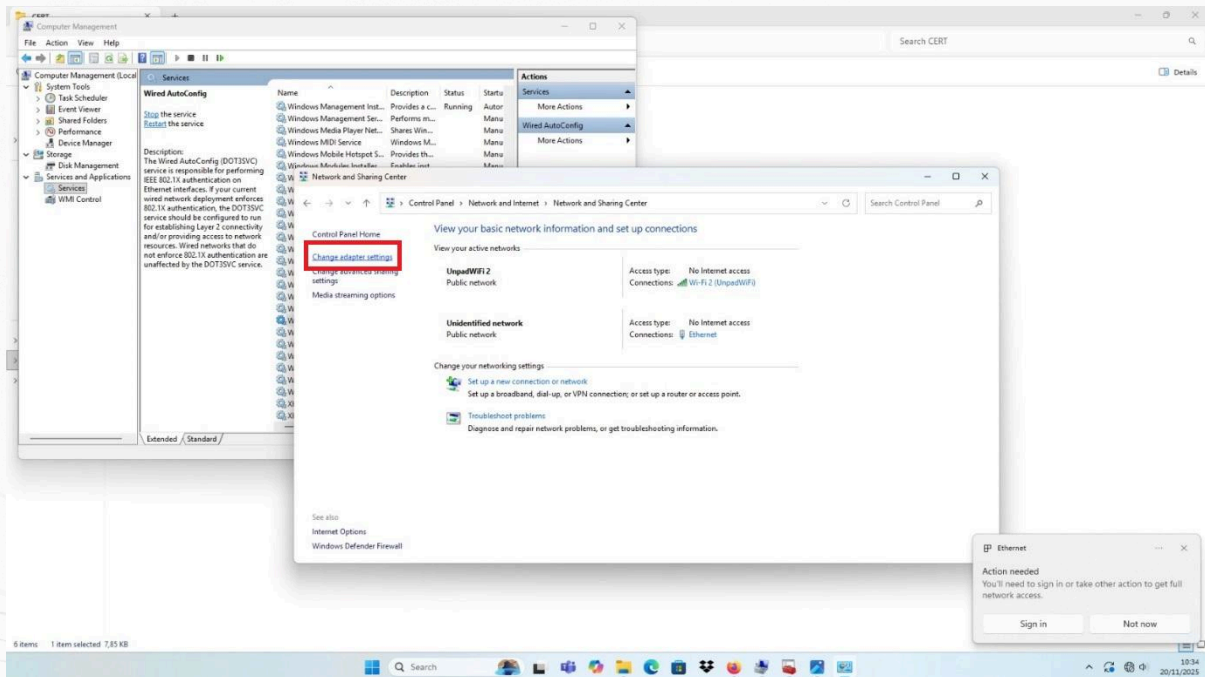 CERT
Search CERT
Details
Computer Management
File Action View Help
Computer Management (Local
System Tools
Task Scheduler
Event Viewer
Shared Folders
Performance
Device Manager
Storage
Disk Management
Services and Applications
Services
WMI Control
Services
Wired AutoConfig
Stop the service
Restart the service
Description:
The Wired AutoConfig (DOT3SVC)
service is responsible for performing
IEEE 802.1X authentication on
Ethernet interfaces. If your current
wired network deployment enforces
802.1X authentication, the DOT3SVC
service should be configured to run
for establishing Layer 2 connectivity
and/or providing access to network
resources. Wired networks that do
not enforce 802.1X authentication are
unaffected by the DOT3SVC service.
Name Description Status Startu
Windows Management Inst... Provides a c... Running Autor
Windows Management Ser... Performs m... Manu
Windows Media Player Net... Shares Win... Manu
Windows MIDI Service Windows M... Manu
Windows Mobile Hotspot S... Provides th... Manu
Windows Modules Installer Enables inst Manu
Extended Standard
Actions
Services
More Actions
Wired AutoConfig
More Actions
Network and Sharing Center
Control Panel > Network and Internet > Network and Sharing Center
Search Control Panel
Control Panel Home
Change adapter settings
Change advanced sharing
settings
Media streaming options
View your basic network information and set up connections
View your active networks
UnpadWiFi 2
Public network
Access type: No Internet access
Connections: Wi-Fi 2 (UnpadWiFi)
Unidentified network
Public network
Access type: No Internet access
Connections: Ethernet
Change your networking settings
Set up a new connection or network
Set up a broadband, dial-up, or VPN connection; or set up a router or access point.
Troubleshoot problems
Diagnose and repair network problems, or get troubleshooting information.
See also
Internet Options
Windows Defender Firewall
Ethernet
Action needed
You'll need to sign in or take other action to get full
network access.
Sign in Not now
6 items 1 item selected 7,85 KB
Search
10:34
20/11/2025